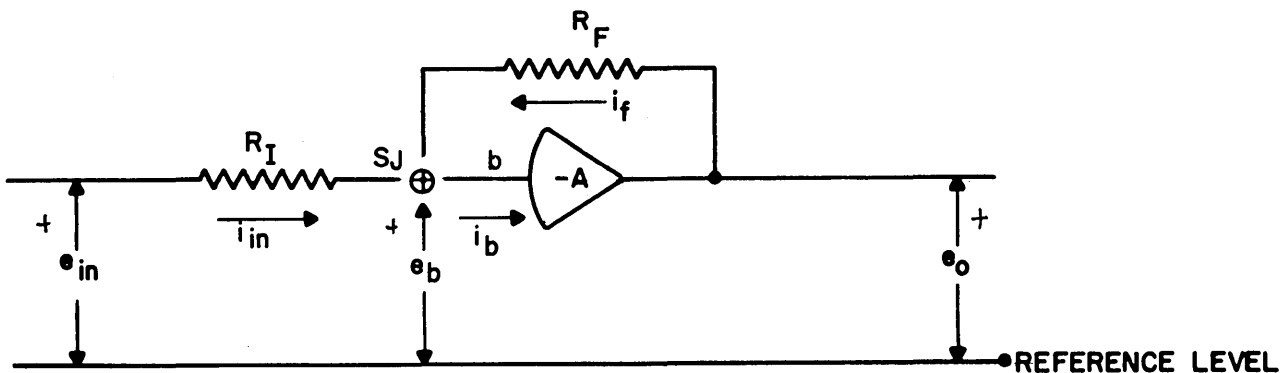 R_F
i_f
R_I
SJ
b
-A
+
i_in
+
i_b
+
e_in
e_b
e_o
REFERENCE LEVEL